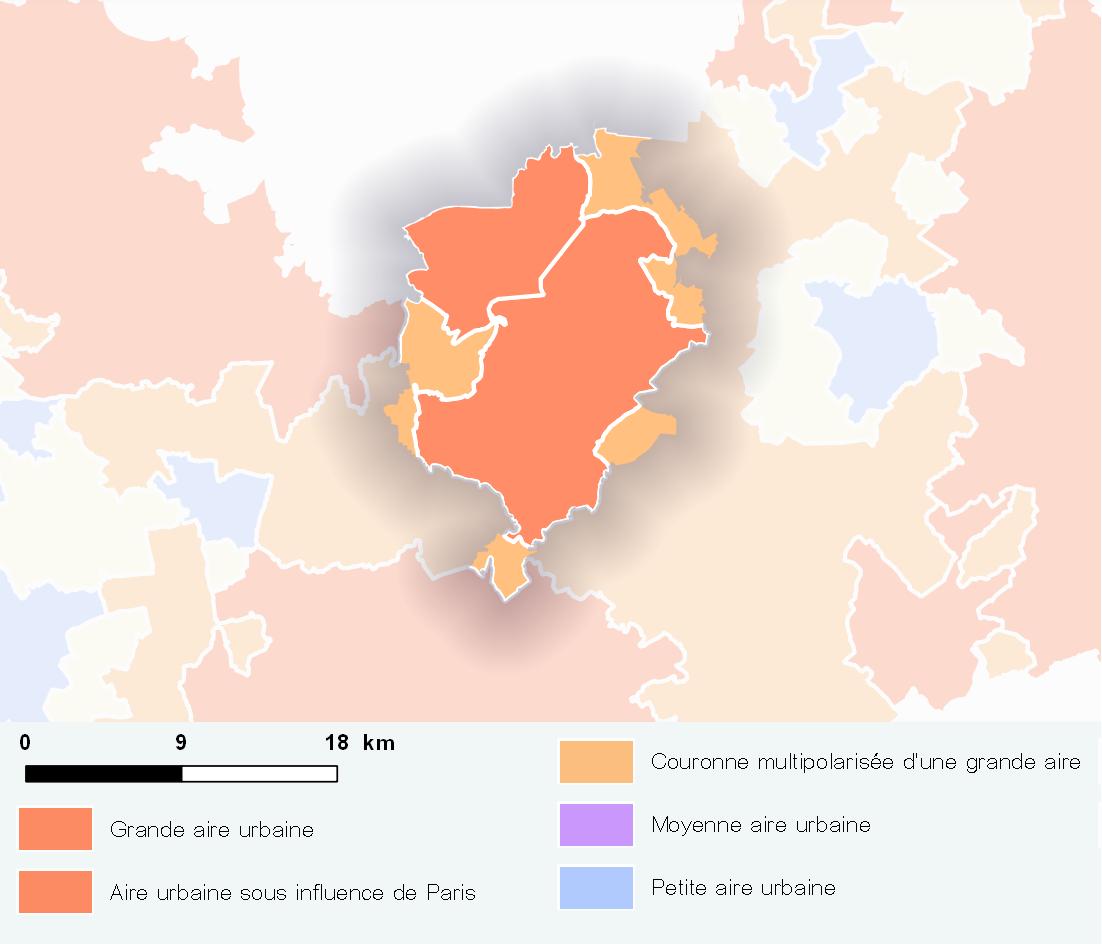 0 9 18 km
Grande aire urbaine
Aire urbaine sous influence de Paris
Couronne multipolarisée d'une grande aire
Moyenne aire urbaine
Petite aire urbaine